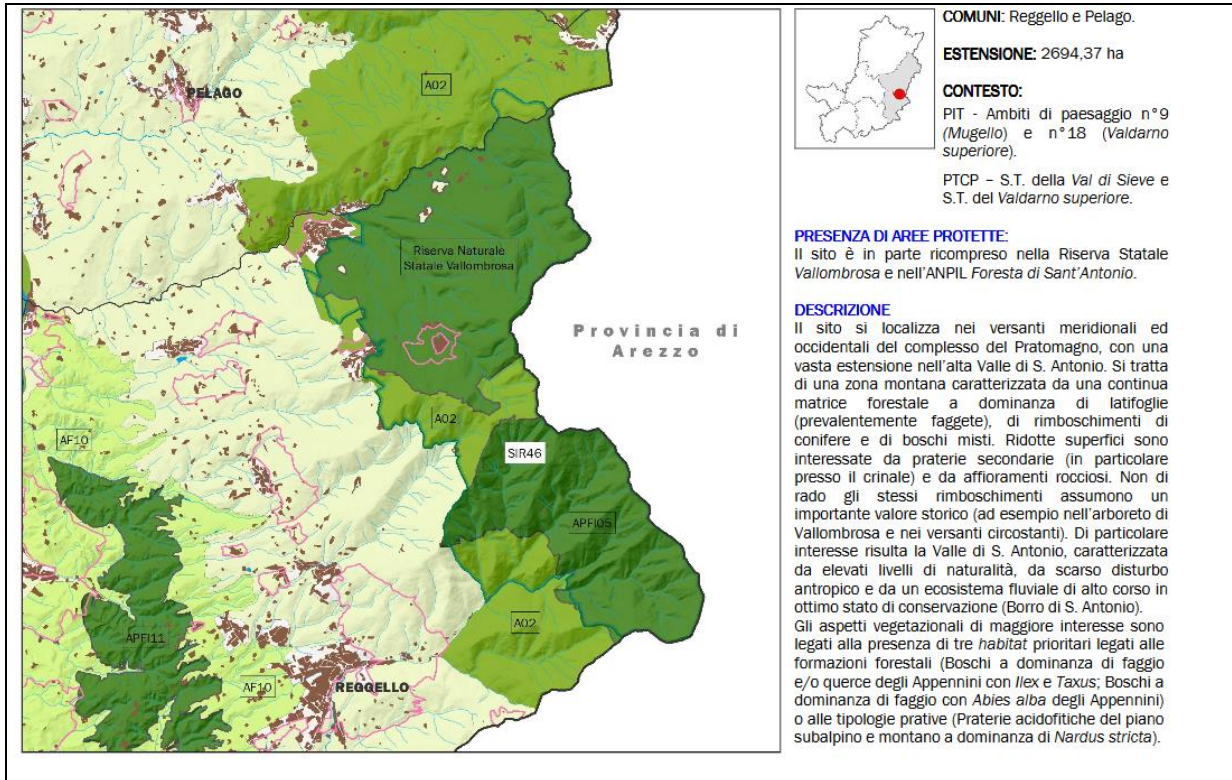 A02
PELAGO
Riserva Naturale
Statale Vallombrosa
Provincia di
Arezzo
AF10
A02
SIR46
APFI05
A02
APFI11
AF10
REGGELLO
COMUNI: Reggello e Pelago.
ESTENSIONE: 2694,37 ha
CONTESTO:
PIT - Ambiti di paesaggio n°9
(Mugello) e n°18 (Valdarno
superiore).
PTCP – S.T. della Val di Sieve e
S.T. del Valdarno superiore.
PRESENZA DI AREE PROTETTE:
Il sito è in parte ricompreso nella Riserva Statale
Vallombrosa e nell'ANPIL Foresta di Sant'Antonio.
DESCRIZIONE
Il sito si localizza nei versanti meridionali ed
occidentali del complesso del Pratomagno, con una
vasta estensione nell'alta Valle di S. Antonio. Si tratta
di una zona montana caratterizzata da una continua
matrice forestale a dominanza di latifoglie
(prevalentemente faggete), di rimboschimenti di
conifere e di boschi misti. Ridotte superfici sono
interessate da praterie secondarie (in particolare
presso il crinale) e da affioramenti rocciosi. Non di
rado gli stessi rimboschimenti assumono un
importante valore storico (ad esempio nell'arboreto di
Vallombrosa e nei versanti circostanti). Di particolare
interesse risulta la Valle di S. Antonio, caratterizzata
da elevati livelli di naturalità, da scarso disturbo
antropico e da un ecosistema fluviale di alto corso in
ottimo stato di conservazione (Borro di S. Antonio).
Gli aspetti vegetazionali di maggiore interesse sono
legati alla presenza di tre habitat prioritari legati alle
formazioni forestali (Boschi a dominanza di faggio
e/o querce degli Appennini con Ilex e Taxus; Boschi a
dominanza di faggio con Abies alba degli Appennini)
o alle tipologie prative (Praterie acidofitiche del piano
subalpino e montano a dominanza di Nardus stricta).